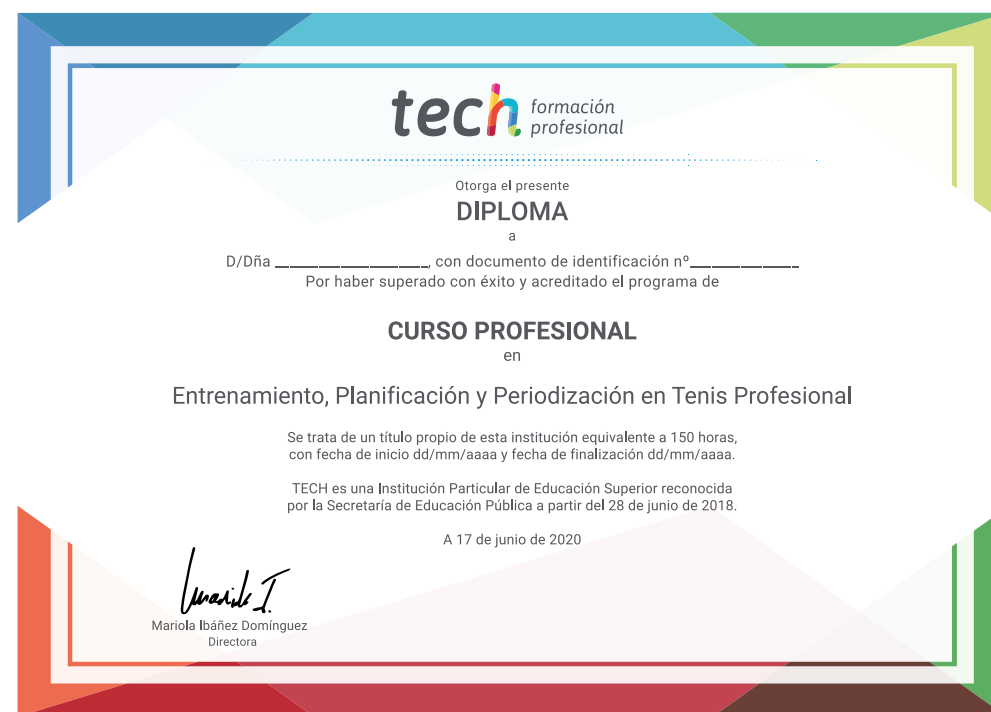 tech formación
profesional
Otorga el presente
DIPLOMA
a
D/Dña _____________________, con documento de identificación nº_______________
Por haber superado con éxito y acreditado el programa de
CURSO PROFESIONAL
en
Entrenamiento, Planificación y Periodización en Tenis Profesional
Se trata de un título propio de esta institución equivalente a 150 horas,
con fecha de inicio dd/mm/aaaa y fecha de finalización dd/mm/aaaa.
TECH es una Institución Particular de Educación Superior reconocida
por la Secretaría de Educación Pública a partir del 28 de junio de 2018.
A 17 de junio de 2020
Mariola Ibáñez Domínguez
Directora